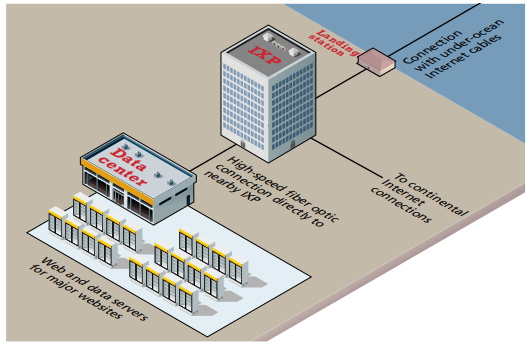 IXP
Landing
station
Connection
with under-ocean
Internet cables
Data
center
High-speed fiber optic
connection directly to
nearby IXP
To continental
Internet
connections
Web and data servers
for major websites